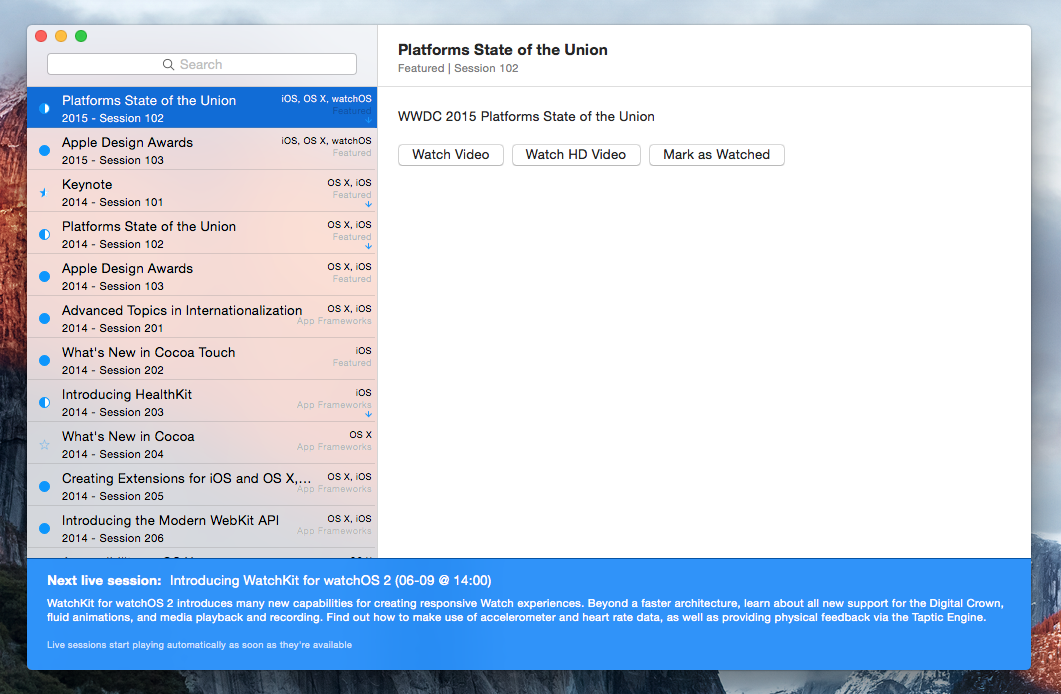 Search
Platforms State of the Union
iOS, OS X, watchOS
2015 - Session 102
Featured
Apple Design Awards
iOS, OS X, watchOS
2015 - Session 103
Featured
Keynote
OS X, iOS
2014 - Session 101
Featured
Platforms State of the Union
OS X, iOS
2014 - Session 102
Featured
Apple Design Awards
OS X, iOS
2014 - Session 103
Featured
Advanced Topics in Internationalization
OS X, iOS
2014 - Session 201
App Frameworks
What's New in Cocoa Touch
iOS
2014 - Session 202
Featured
Introducing HealthKit
iOS
2014 - Session 203
App Frameworks
What's New in Cocoa
OS X
2014 - Session 204
App Frameworks
Creating Extensions for iOS and OS X,...
OS X, iOS
2014 - Session 205
App Frameworks
Introducing the Modern WebKit API
OS X, iOS
2014 - Session 206
App Frameworks
Platforms State of the Union
Featured | Session 102
WWDC 2015 Platforms State of the Union
Watch Video
Watch HD Video
Mark as Watched
Next live session: Introducing WatchKit for watchOS 2 (06-09 @ 14:00)
WatchKit for watchOS 2 introduces many new capabilities for creating responsive Watch experiences. Beyond a faster architecture, learn about all new support for the Digital Crown,
fluid animations, and media playback and recording. Find out how to make use of accelerometer and heart rate data, as well as providing physical feedback via the Taptic Engine.
Live sessions start playing automatically as soon as they're available